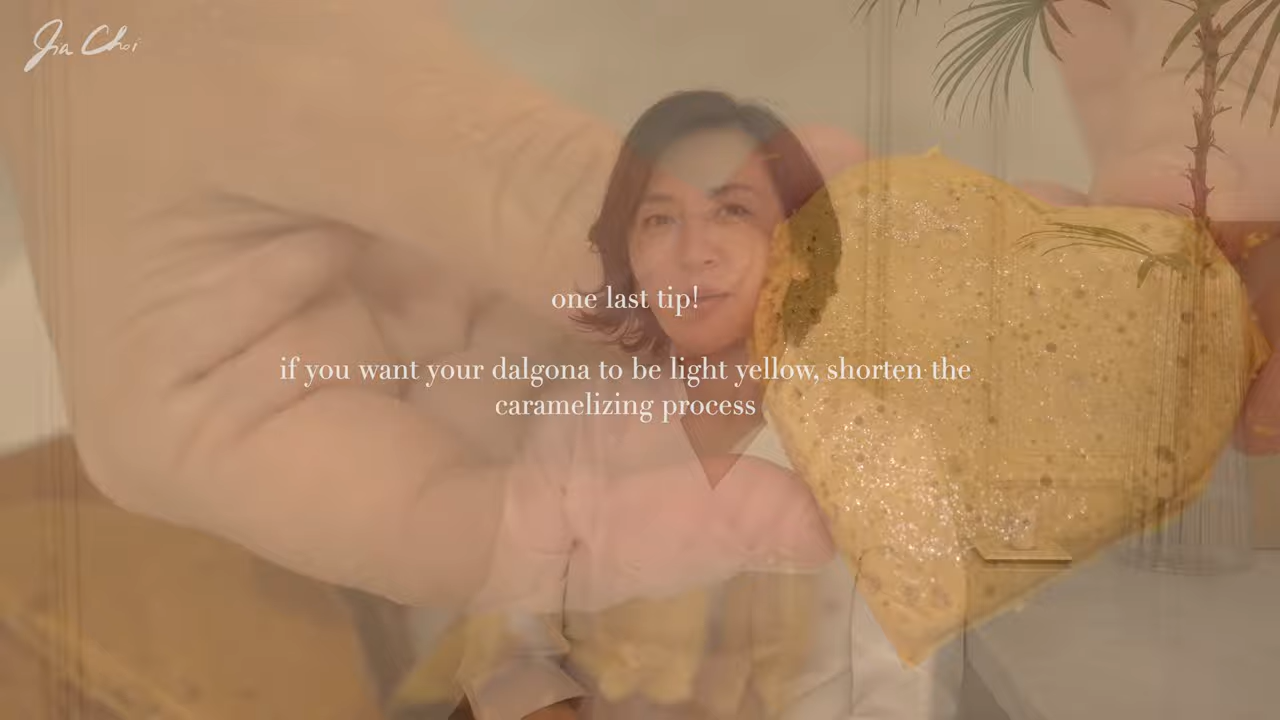 Jia Choi
one last tip!
if you want your dalgona to be light yellow, shorten the
caramelizing process